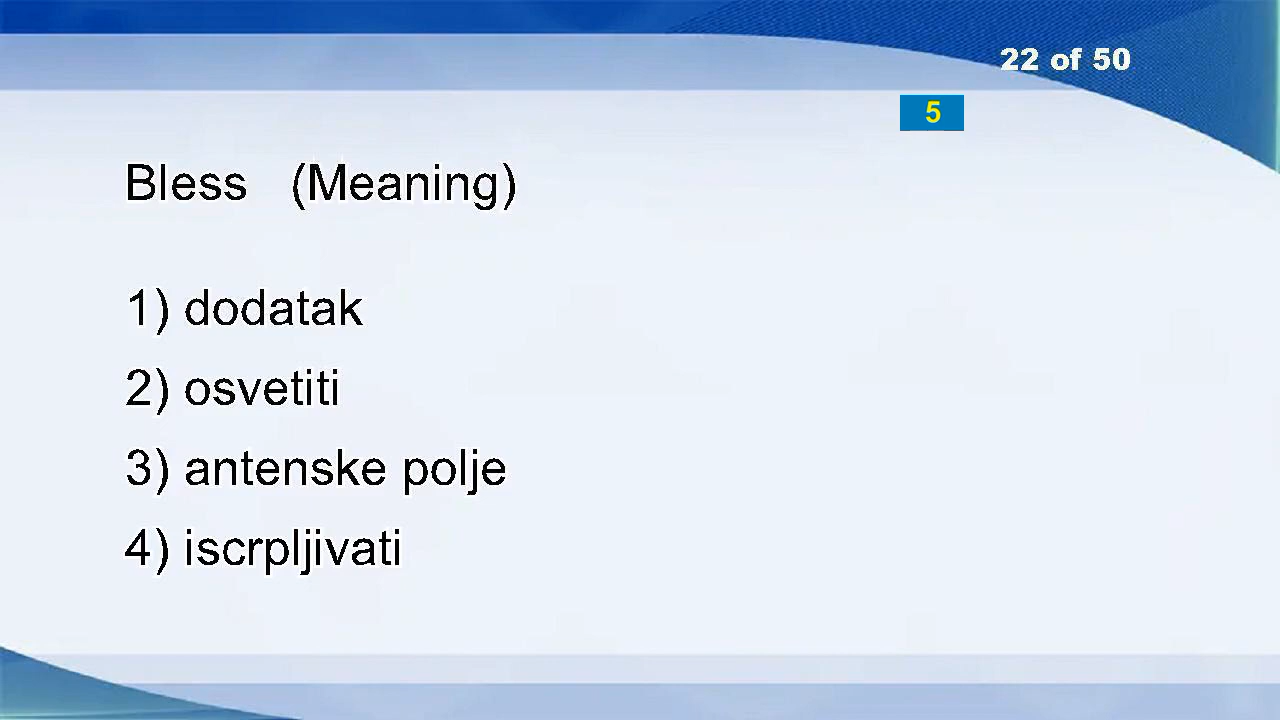 22 of 50
5
Bless (Meaning)
1) dodatak
2) osvetiti
3) antenske polje
4) iscrpljivati